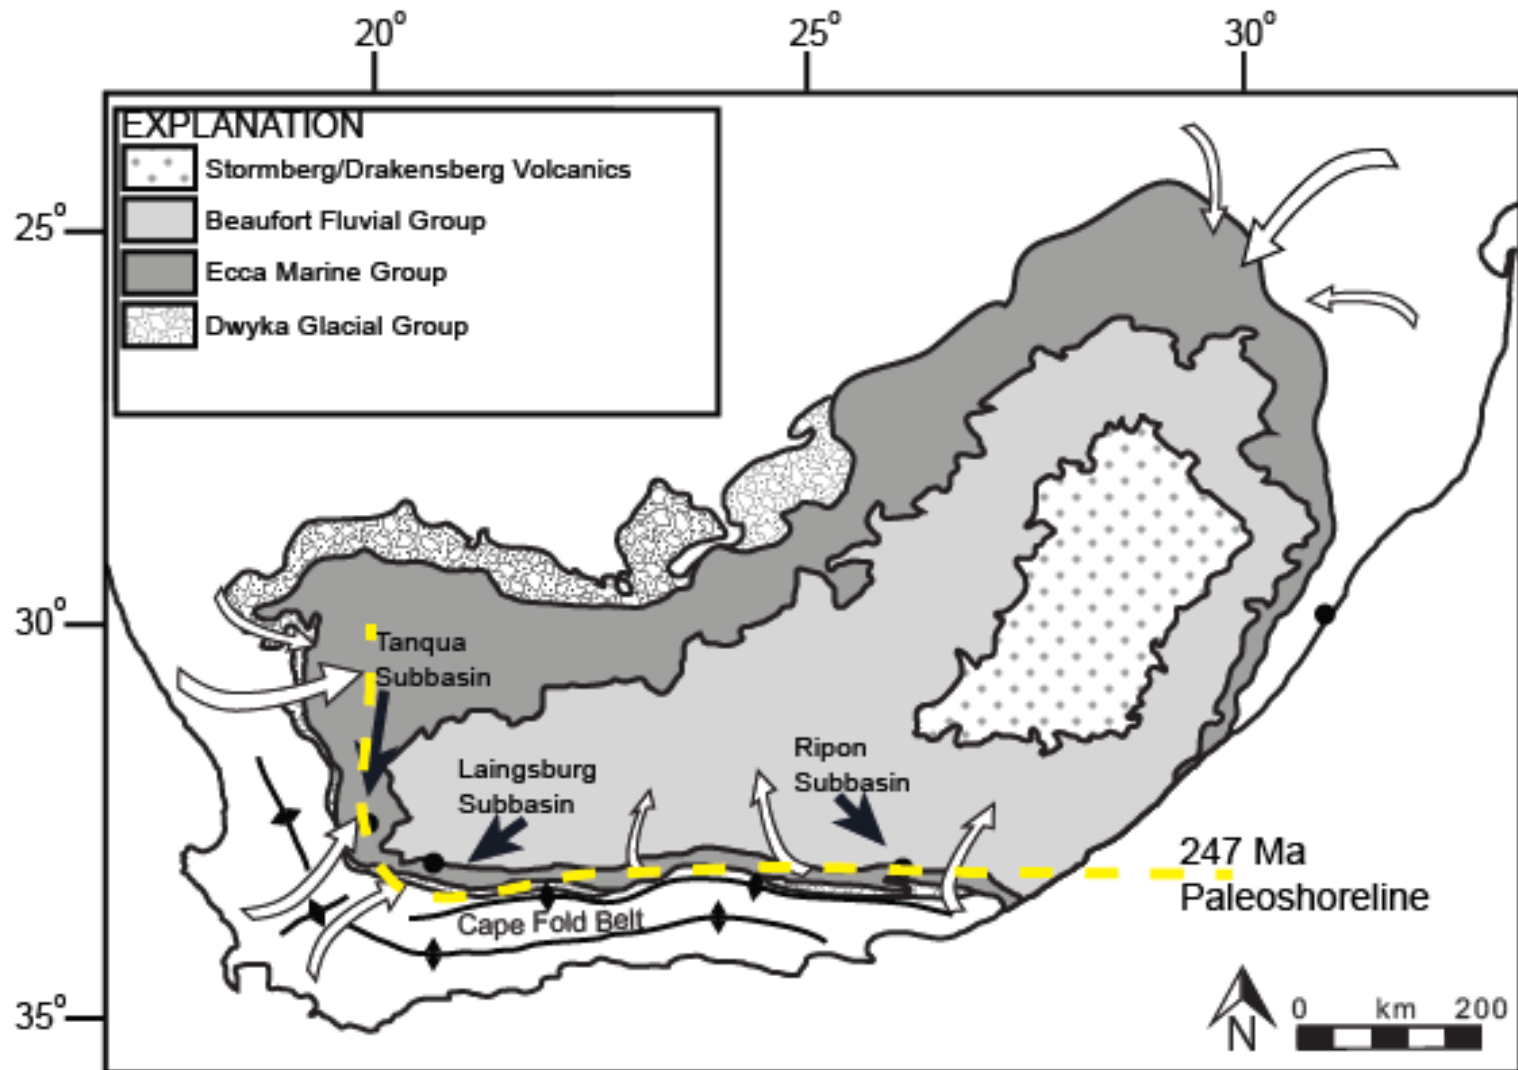 20°
25°
30°
EXPLANATION
Stormberg/Drakensberg Volcanics
Beaufort Fluvial Group
Ecca Marine Group
Dwyka Glacial Group
25°
30°
35°
Tanqua
Subbasin
Laingsburg
Subbasin
Ripon
Subbasin
247 Ma
Paleoshoreline
Cape Fold Belt
N
0 km 200